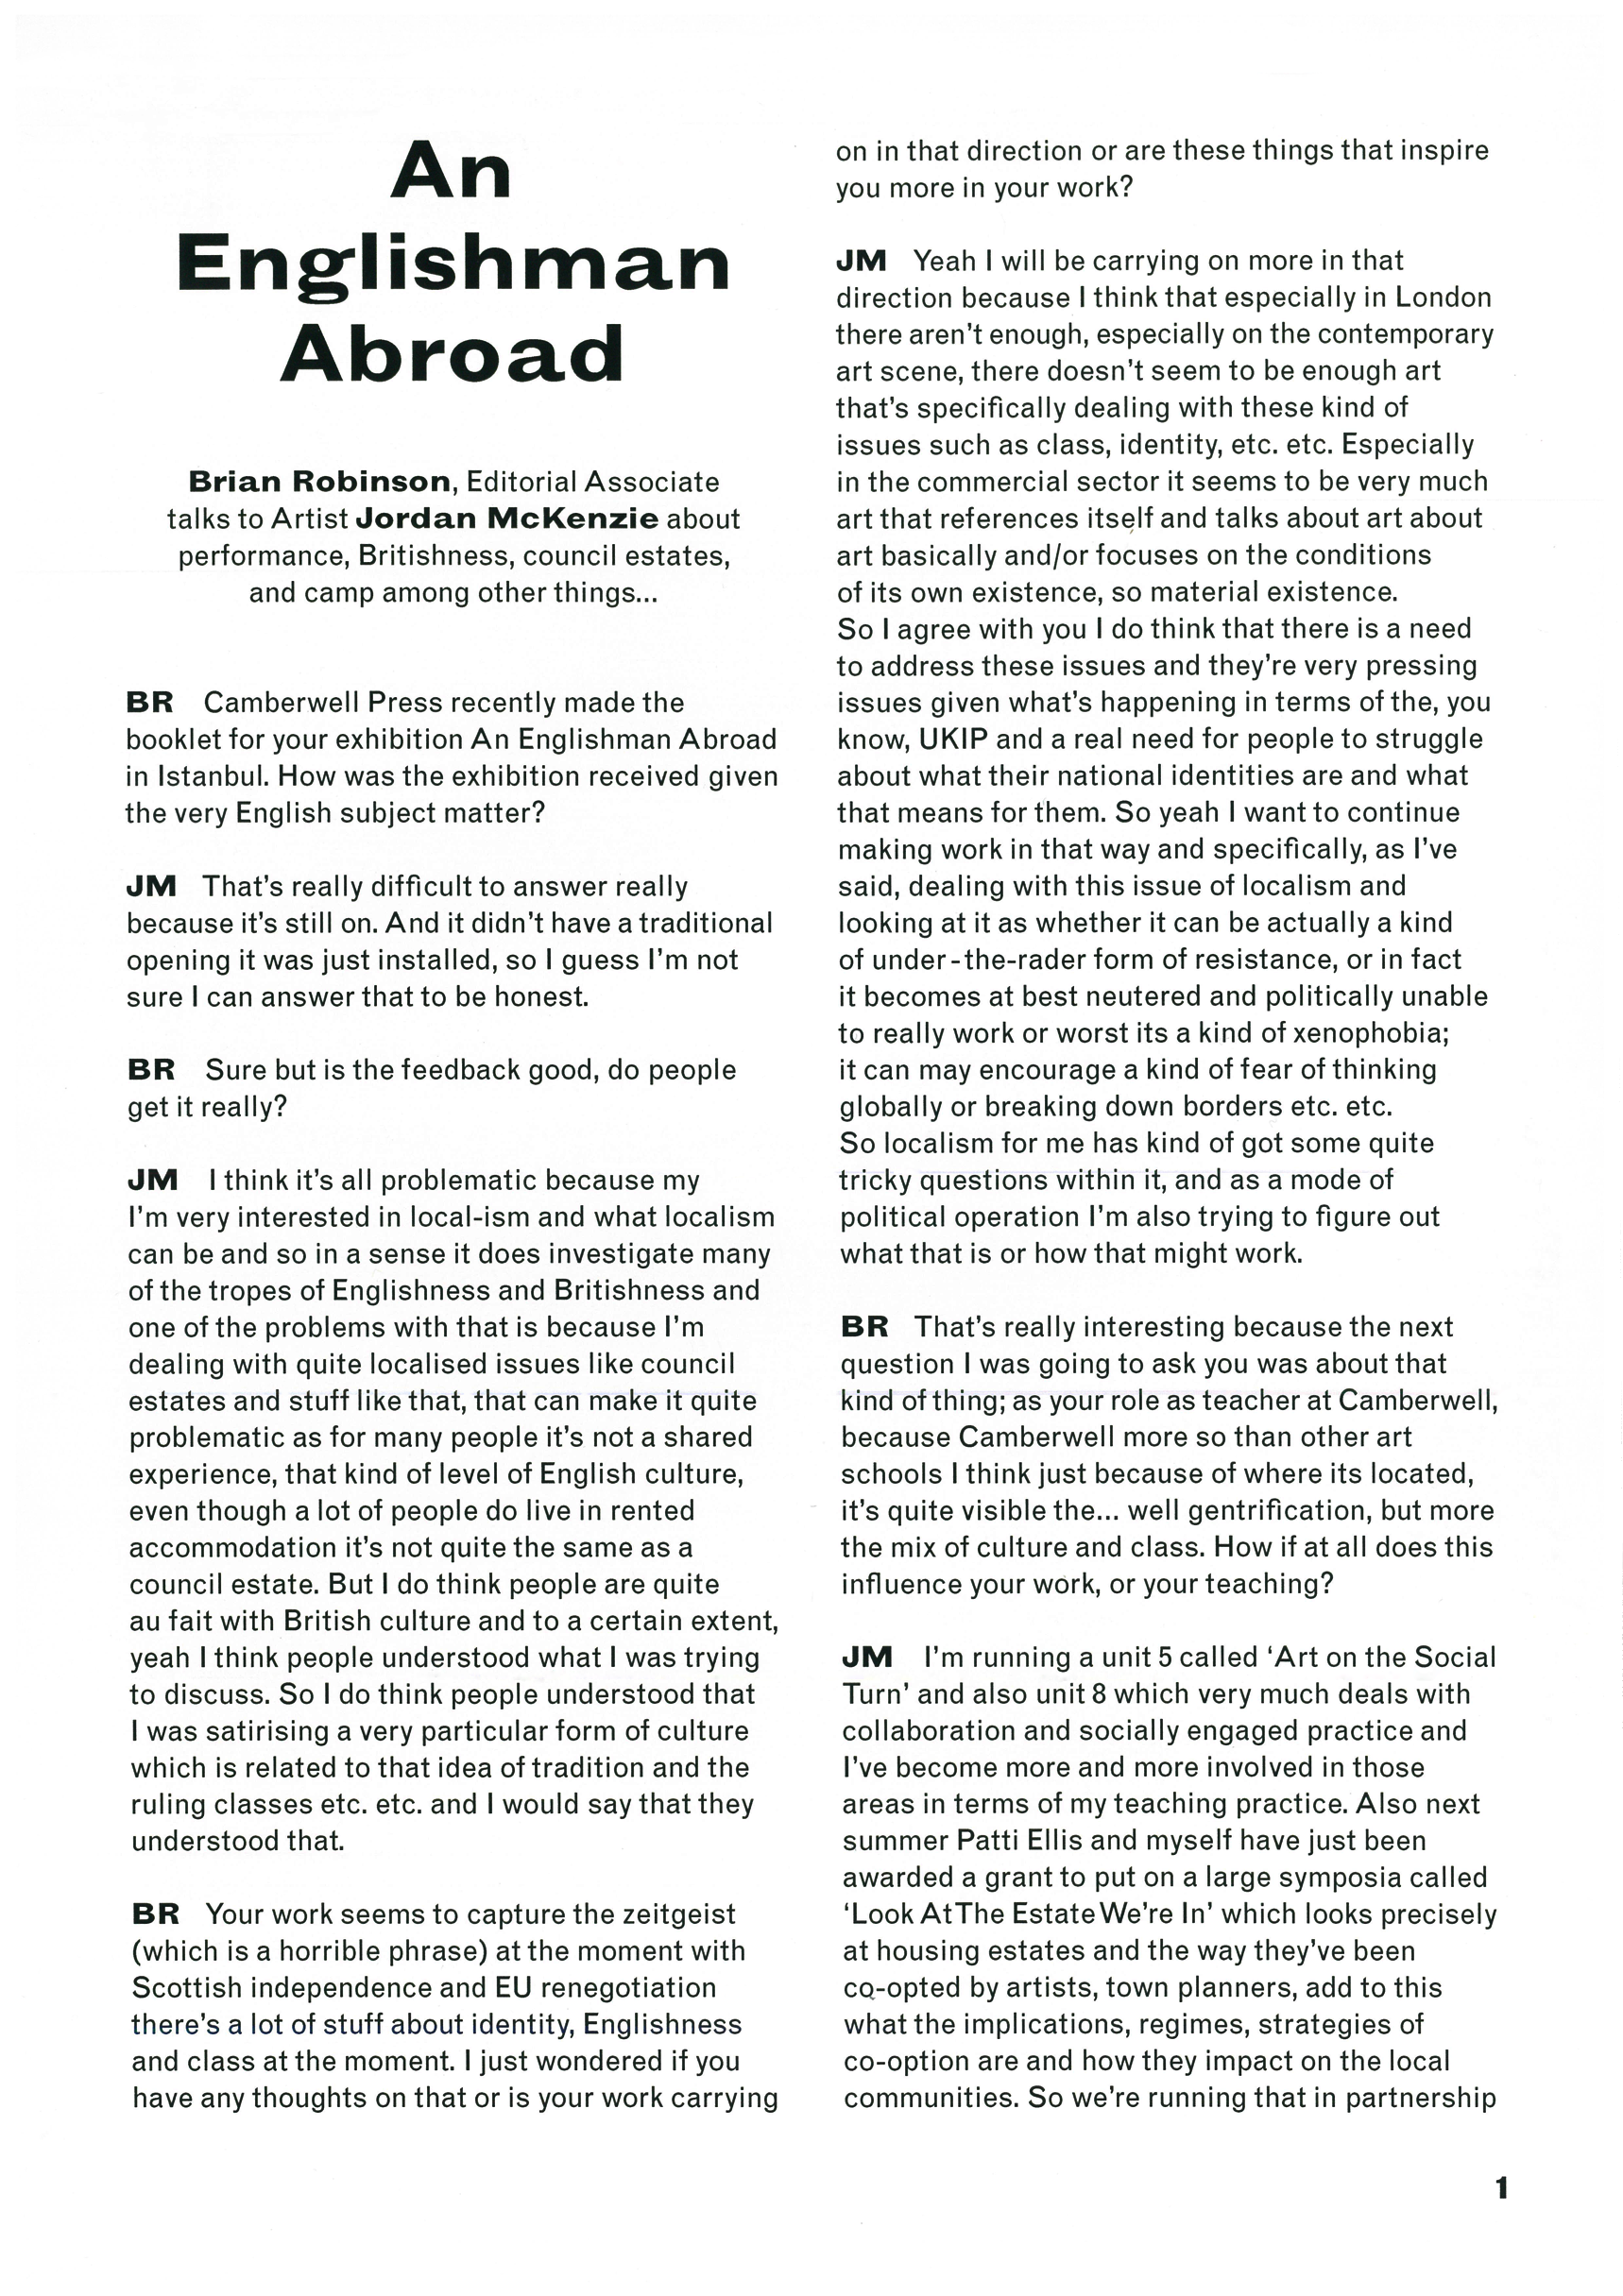 An
Englishman
Abroad
Brian Robinson, Editorial Associate
talks to Artist Jordan McKenzie about
performance, Britishness, council estates,
and camp among other things...
BR Camberwell Press recently made the
booklet for your exhibition An Englishman Abroad
in Istanbul. How was the exhibition received given
the very English subject matter?
JM That's really difficult to answer really
because it's still on. And it didn't have a traditional
opening it was just installed, so I guess I'm not
sure I can answer that to be honest.
BR Sure but is the feedback good, do people
get it really?
JM I think it's all problematic because my
I'm very interested in local-ism and what localism
can be and so in a sense it does investigate many
of the tropes of Englishness and Britishness and
one of the problems with that is because I'm
dealing with quite localised issues like council
estates and stuff like that, that can make it quite
problematic as for many people it's not a shared
experience, that kind of level of English culture,
even though a lot of people do live in rented
accommodation it's not quite the same as a
council estate. But I do think people are quite
au fait with British culture and to a certain extent,
yeah I think people understood what I was trying
to discuss. So I do think people understood that
I was satirising a very particular form of culture
which is related to that idea of tradition and the
ruling classes etc. etc. and I would say that they
understood that.
BR Your work seems to capture the zeitgeist
(which is a horrible phrase) at the moment with
Scottish independence and EU renegotiation
there's a lot of stuff about identity, Englishness
and class at the moment. I just wondered if you
have any thoughts on that or is your work carrying
on in that direction or are these things that inspire
you more in your work?
JM Yeah I will be carrying on more in that
direction because I think that especially in London
there aren't enough, especially on the contemporary
art scene, there doesn't seem to be enough art
that's specifically dealing with these kind of
issues such as class, identity, etc. etc. Especially
in the commercial sector it seems to be very much
art that references itself and talks about art about
art basically and/or focuses on the conditions
of its own existence, so material existence.
So I agree with you I do think that there is a need
to address these issues and they're very pressing
issues given what's happening in terms of the, you
know, UKIP and a real need for people to struggle
about what their national identities are and what
that means for them. So yeah I want to continue
making work in that way and specifically, as I've
said, dealing with this issue of localism and
looking at it as whether it can be actually a kind
of under-the-rader form of resistance, or in fact
it becomes at best neutered and politically unable
to really work or worst its a kind of xenophobia;
it can may encourage a kind of fear of thinking
globally or breaking down borders etc. etc.
So localism for me has kind of got some quite
tricky questions within it, and as a mode of
political operation I'm also trying to figure out
what that is or how that might work.
BR That's really interesting because the next
question I was going to ask you was about that
kind of thing; as your role as teacher at Camberwell,
because Camberwell more so than other art
schools I think just because of where its located,
it's quite visible the... well gentrification, but more
the mix of culture and class. How if at all does this
influence your work, or your teaching?
JM I'm running a unit 5 called 'Art on the Social
Turn' and also unit 8 which very much deals with
collaboration and socially engaged practice and
I've become more and more involved in those
areas in terms of my teaching practice. Also next
summer Patti Ellis and myself have just been
awarded a grant to put on a large symposia called
'Look At The Estate We're In' which looks precisely
at housing estates and the way they've been
co-opted by artists, town planners, add to this
what the implications, regimes, strategies of
co-option are and how they impact on the local
communities. So we're running that in partnership
1